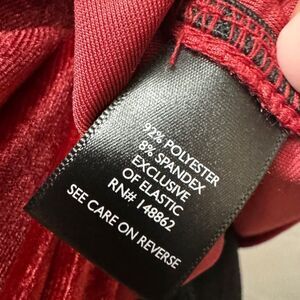 92% POLYESTER
8% SPANDEX
EXCLUSIVE
OF ELASTIC
RN# 148862
SEE CARE ON REVERSE